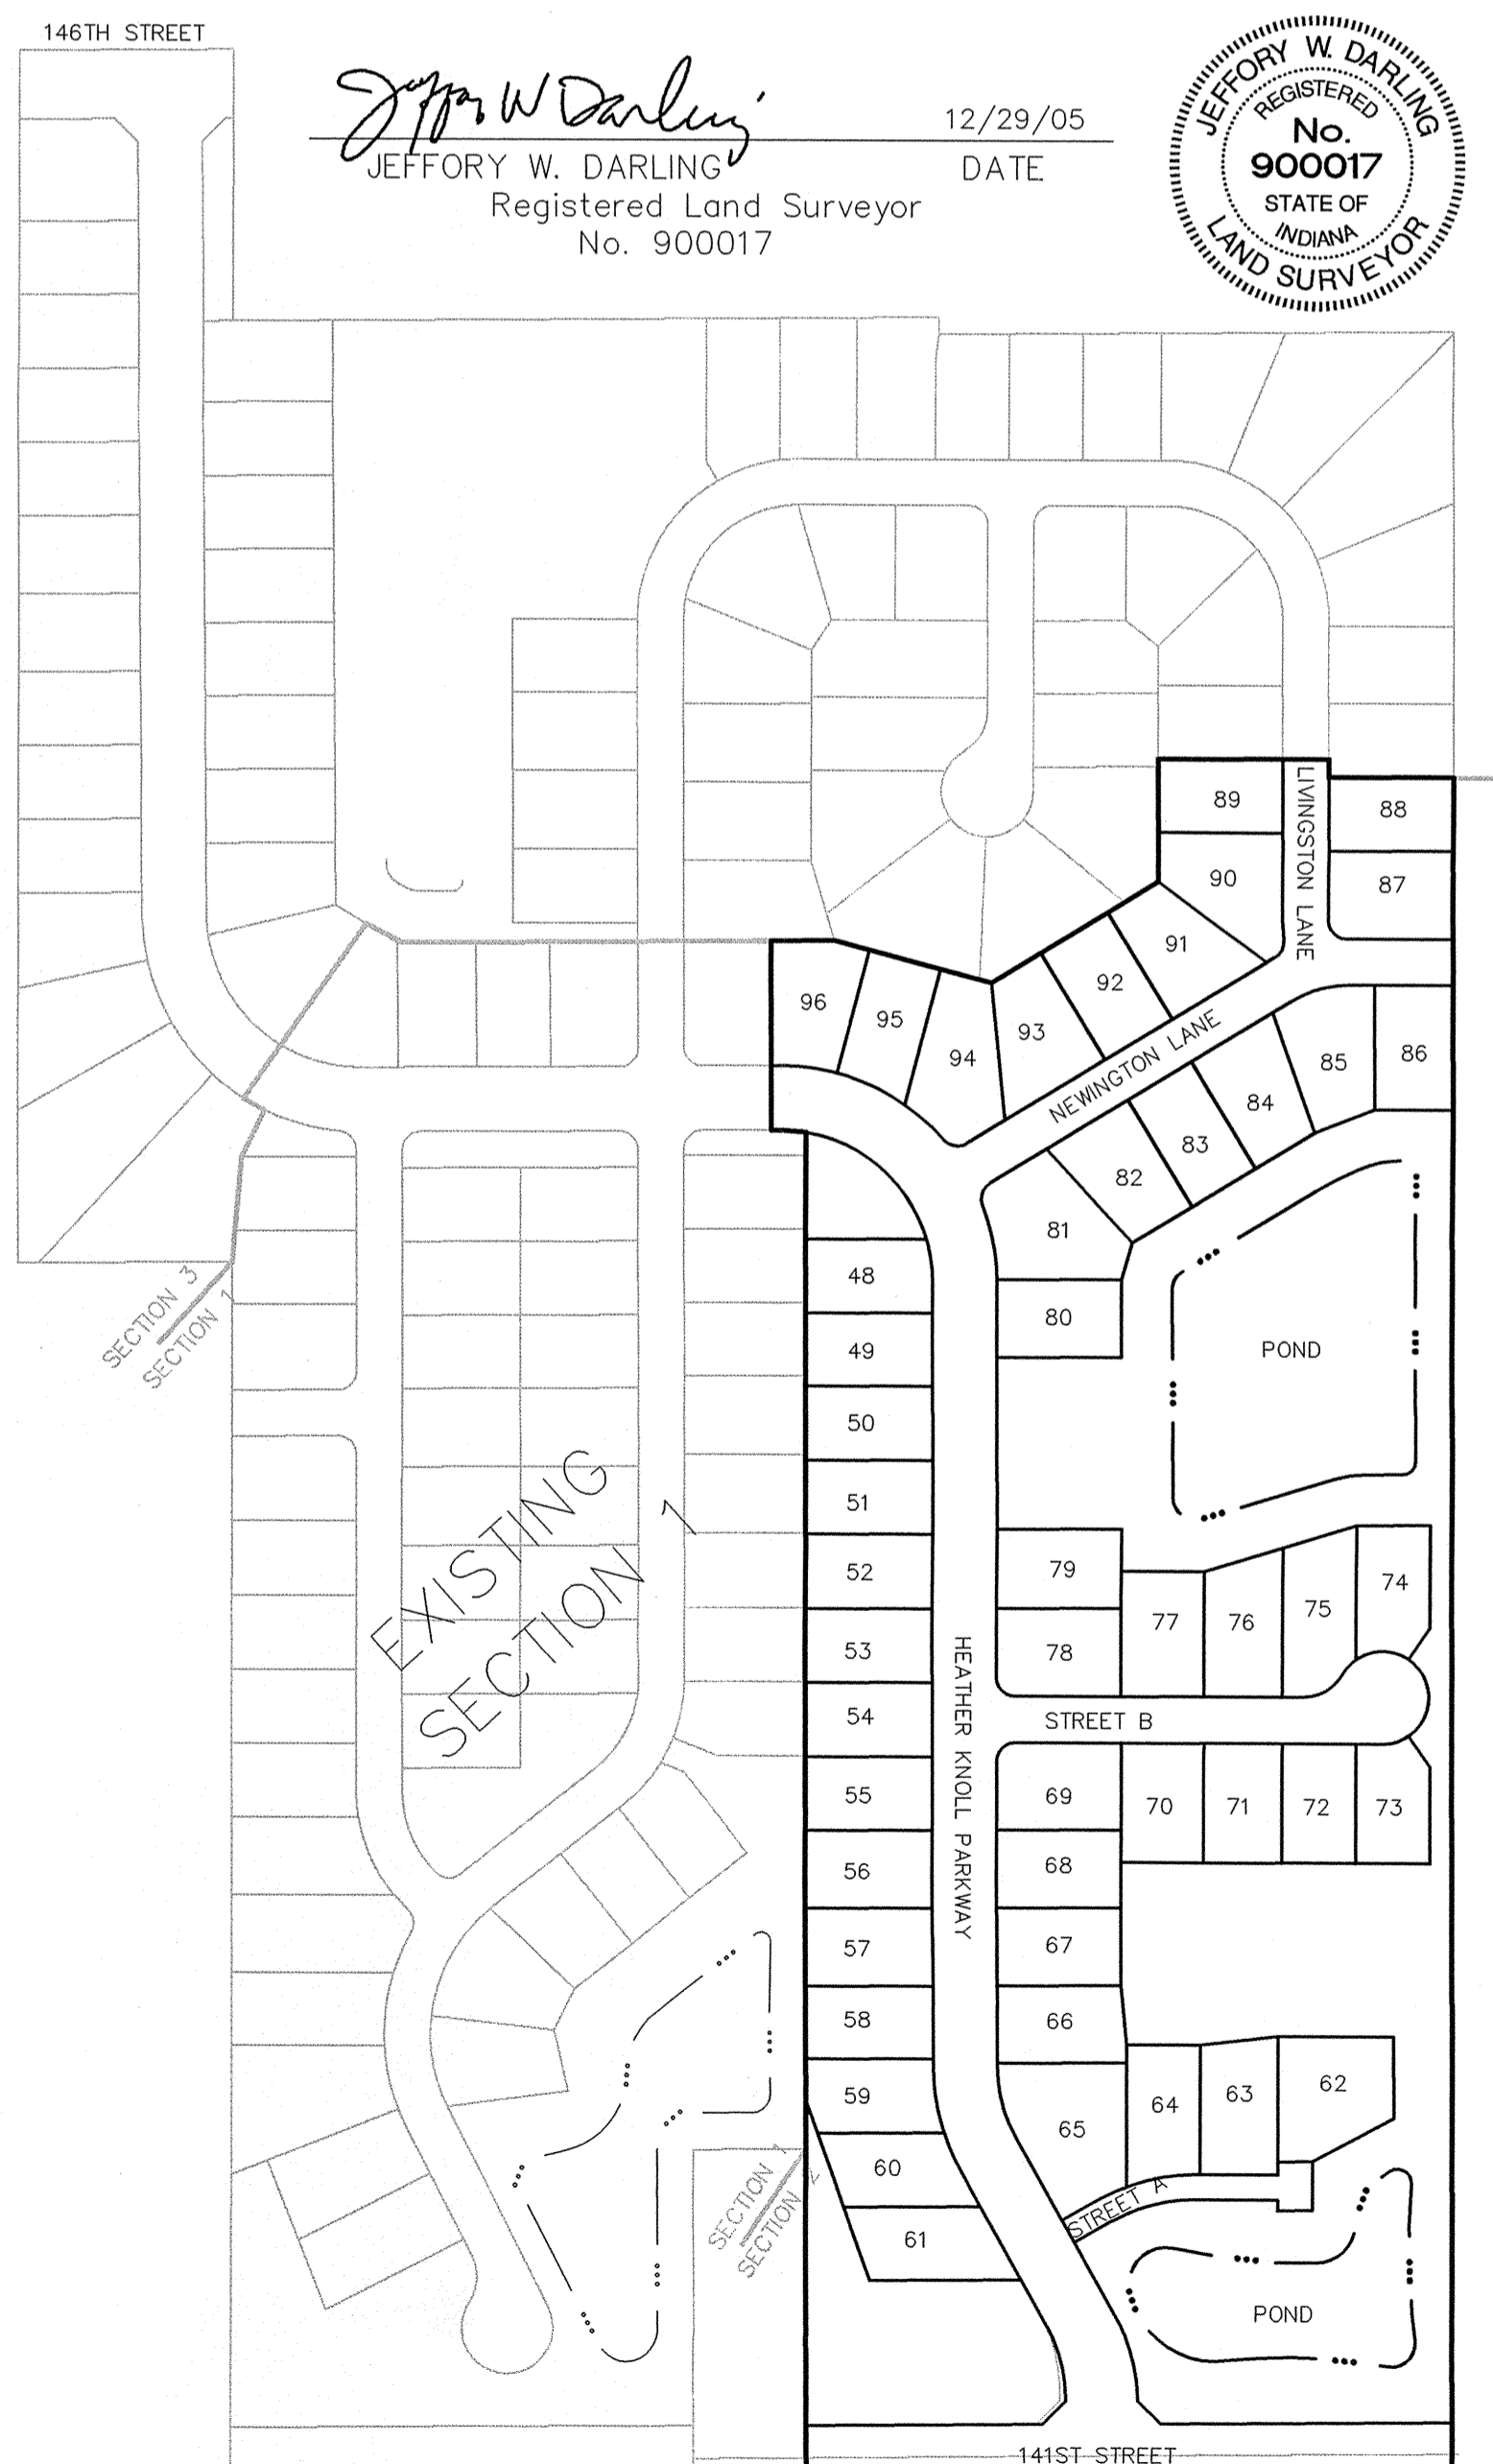 146TH STREET
Jeffory W Darling
12/29/05
JEFFORY W. DARLING
DATE
Registered Land Surveyor
No. 900017
JEFFORY W. DARLING
REGISTERED
No.
900017
STATE OF
INDIANA
LAND SURVEYOR
89
LIVINGSTON LANE
88
90
87
91
96
92
95
93
94
NEWINGTON LANE
86
85
84
83
82
81
48
80
SECTION 3
SECTION 1
49
POND
50
EXISTING
SECTION 1
51
52
79
74
75
77
76
53
78
HEATHER KNOLL PARKWAY
54
STREET B
55
69
70
71
72
73
56
68
57
67
58
66
59
62
63
64
65
60
SECTION 1
SECTION 2
STREET A
61
POND
141ST STREET